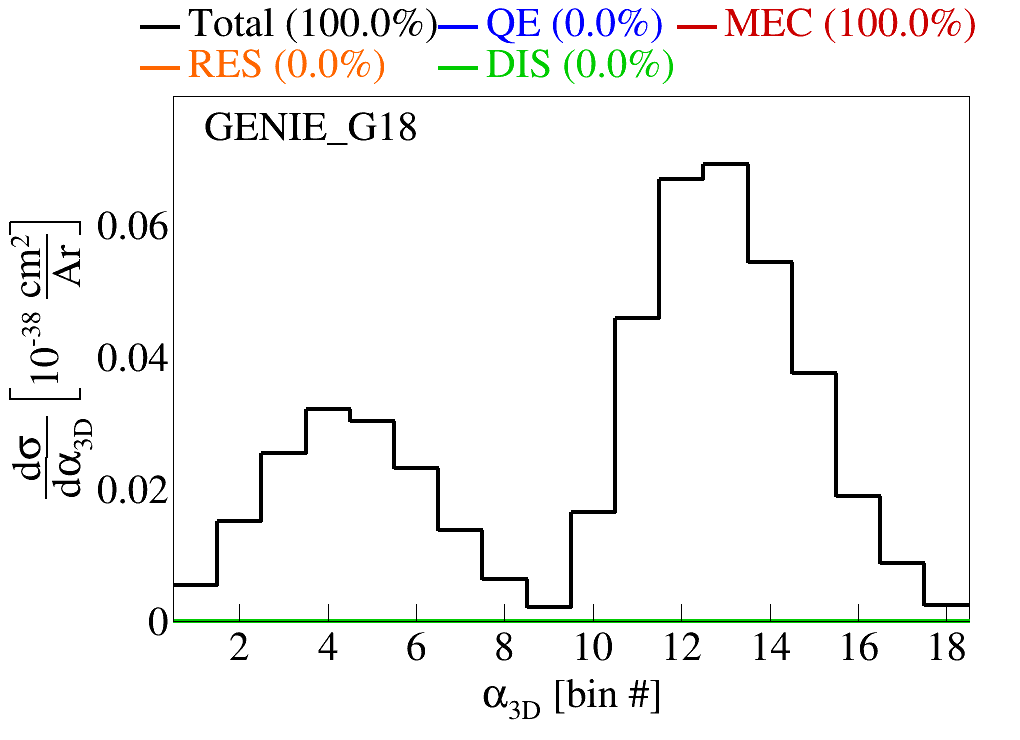 Total (100.0%) QE (0.0%) MEC (100.0%)
RES (0.0%) DIS (0.0%)
GENIE_G18
dσ/dα3D [10-38 cm2/Ar]
0.06
0.04
0.02
0
2 4 6 8 10 12 14 16 18
α3D [bin #]